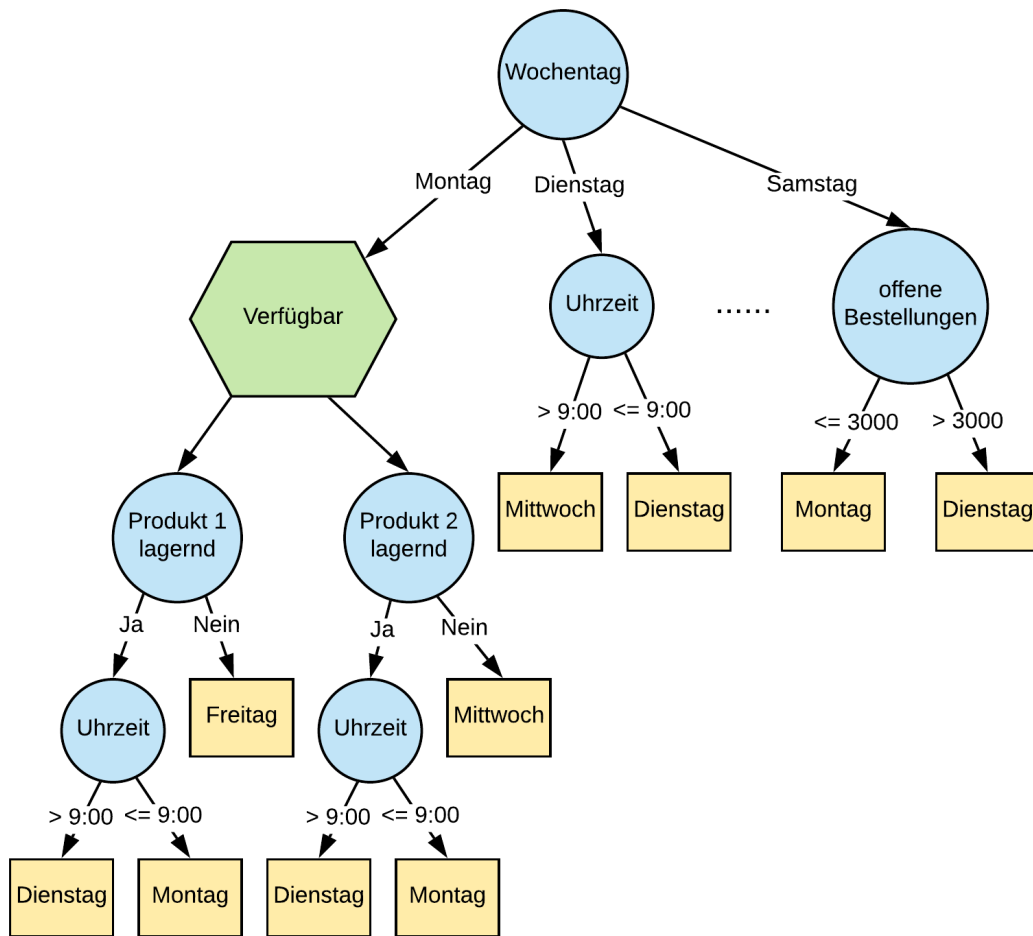 Wochentag
Montag
Dienstag
Samstag
Verfügbar
Uhrzeit
......
offene
Bestellungen
> 9:00
<= 9:00
<= 3000
> 3000
Mittwoch
Dienstag
Montag
Dienstag
Produkt 1
lagernd
Produkt 2
lagernd
Ja
Nein
Ja
Nein
Uhrzeit
Freitag
Uhrzeit
Mittwoch
> 9:00
<= 9:00
> 9:00
<= 9:00
Dienstag
Montag
Dienstag
Montag